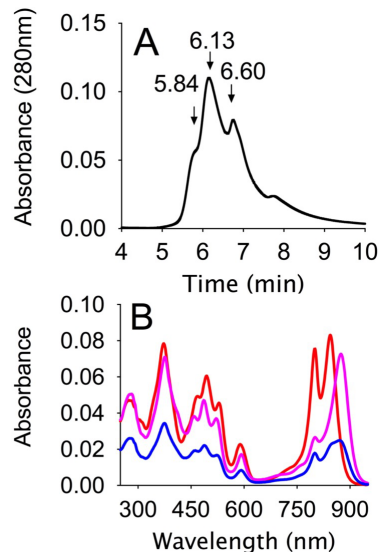 A
0.15
0.10
0.05
0.00
Absorbance (280nm)
6.13
5.84
6.60
4 5 6 7 8 9 10
Time (min)
B
0.10
0.08
0.06
0.04
0.02
0.00
Absorbance
300 450 600 750 900
Wavelength (nm)